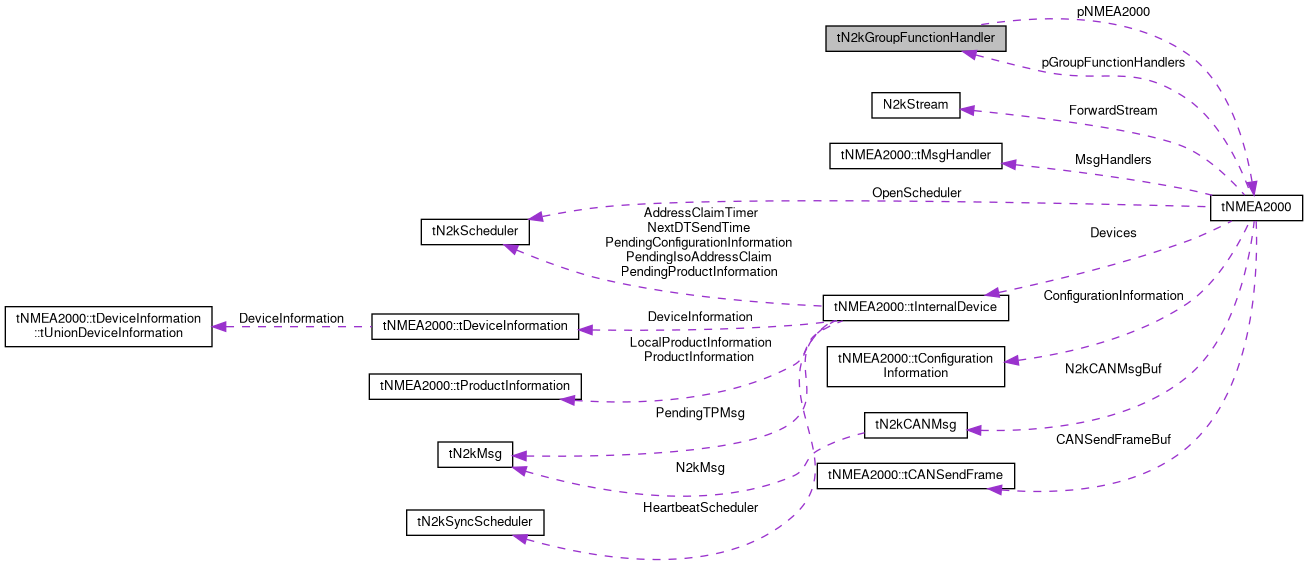 pNMEA2000
tN2kGroupFunctionHandler
pGroupFunctionHandlers
N2kStream
ForwardStream
tNMEA2000::tMsgHandler
MsgHandlers
OpenScheduler
tNMEA2000
tN2kScheduler
AddressClaimTimer
NextDTSendTime
PendingConfigurationInformation
PendingIsoAddressClaim
PendingProductInformation
Devices
tNMEA2000::tInternalDevice
ConfigurationInformation
tNMEA2000::tDeviceInformation
::tUnionDeviceInformation
DeviceInformation
tNMEA2000::tDeviceInformation
DeviceInformation
LocalProductInformation
ProductInformation
tNMEA2000::tConfiguration
Information
N2kCANMsgBuf
tNMEA2000::tProductInformation
PendingTPMsg
tN2kCANMsg
CANSendFrameBuf
tN2kMsg
N2kMsg
tNMEA2000::tCANSendFrame
HeartbeatScheduler
tN2kSyncScheduler